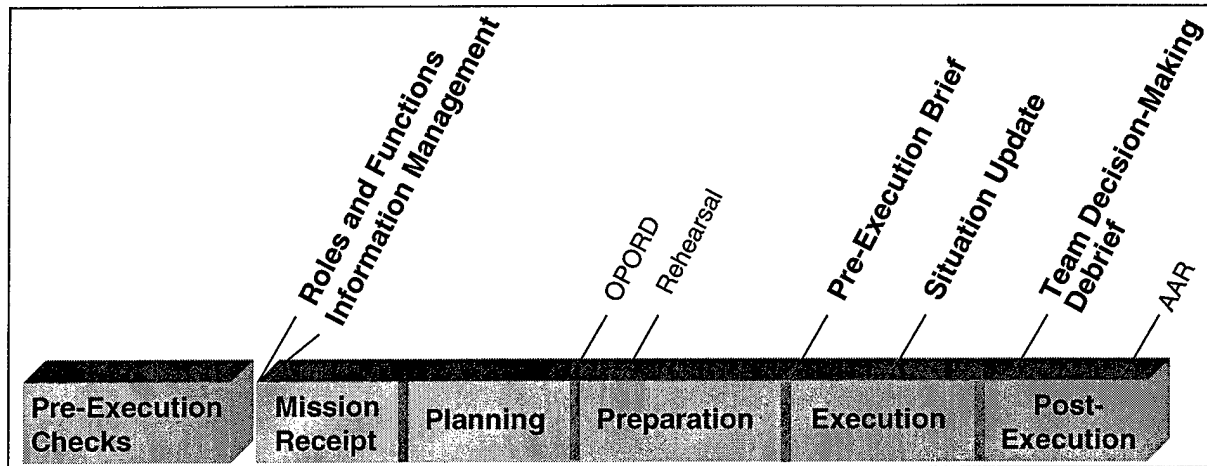 Roles and Functions
Information Management
OPORD
Rehearsal
Pre-Execution Brief
Situation Update
Team Decision-Making
Debrief
AAR
Pre-Execution
Checks
Mission
Receipt
Planning
Preparation
Execution
Post-
Execution